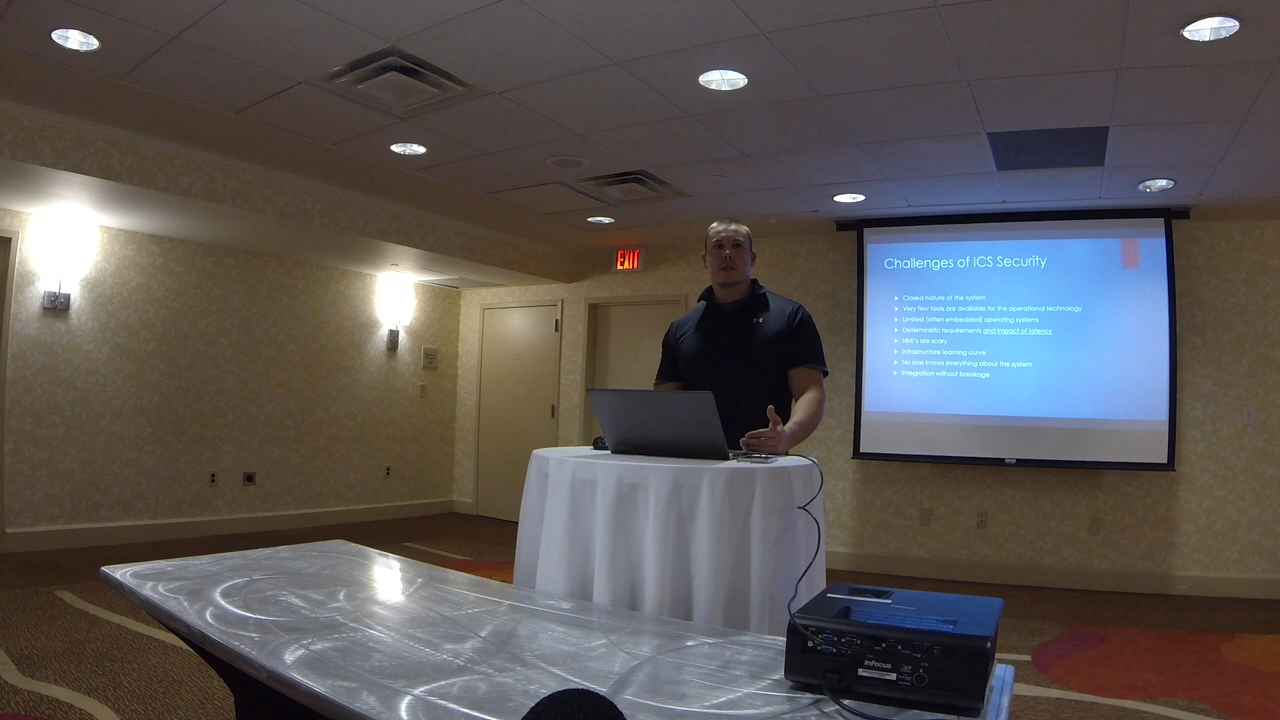 EXIT
Challenges of ICS Security
Closed nature of the system
Very few tools are available for the operational technology
Limited (often embedded) operating systems
Deterministic requirements and impact of latency
HMI's are scary
Infrastructure learning curve
No one knows everything about the system
Integration without breakage
InFocus